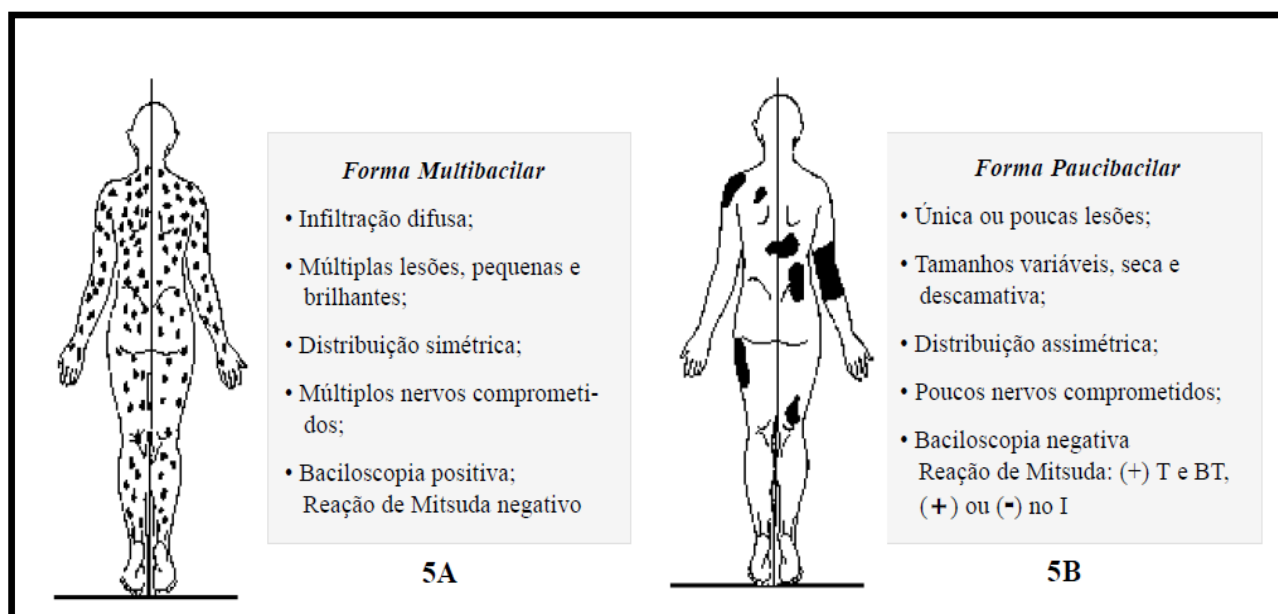 Forma Multibacilar
• Infiltração difusa;
• Múltiplas lesões, pequenas e
brilhantes;
• Distribuição simétrica;
• Múltiplos nervos comprometi-
dos;
• Baciloscopia positiva;
Reação de Mitsuda negativo
5A
Forma Paucibacilar
• Única ou poucas lesões;
• Tamanhos variáveis, seca e
descamativa;
• Distribuição assimétrica;
• Poucos nervos comprometidos;
• Baciloscopia negativa
Reação de Mitsuda: (+) T e BT,
(+) ou (-) no I
5B